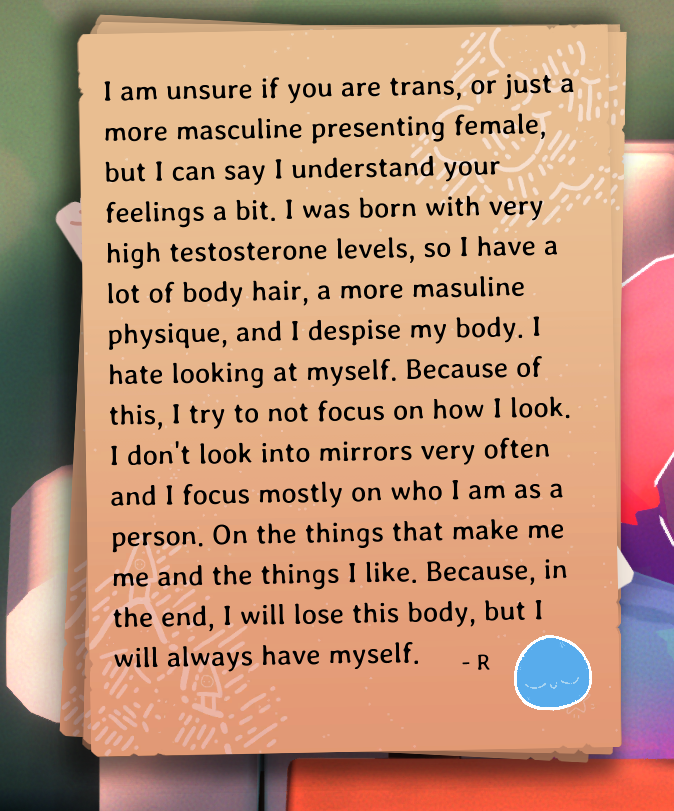 I am unsure if you are trans, or just a
more masculine presenting female,
but I can say I understand your
feelings a bit. I was born with very
high testosterone levels, so I have a
lot of body hair, a more masuline
physique, and I despise my body. I
hate looking at myself. Because of
this, I try to not focus on how I look.
I don't look into mirrors very often
and I focus mostly on who I am as a
person. On the things that make me
me and the things I like. Because, in
the end, I will lose this body, but I
will always have myself.
- R